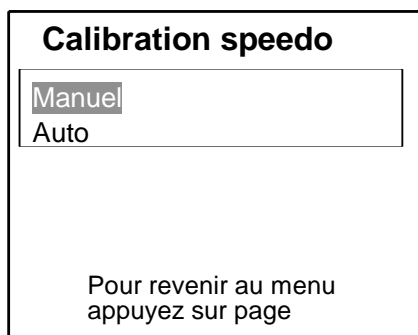 Calibration speedo
Manuel
Auto
Pour revenir au menu
appuyez sur page